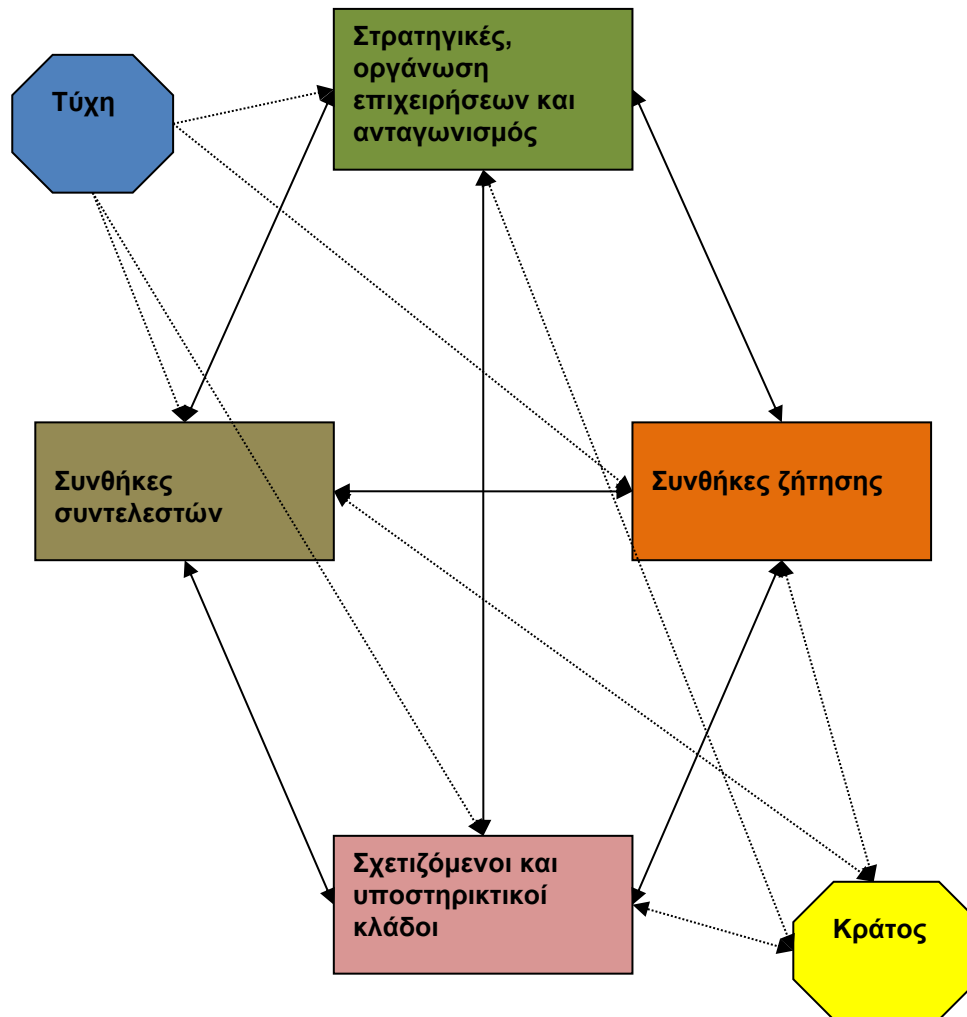 Στρατηγικές,
οργάνωση
επιχειρήσεων και
ανταγωνισμός
Τύχη
Συνθήκες
συντελεστών
Συνθήκες ζήτησης
Σχετιζόμενοι και
υποστηρικτικοί
κλάδοι
Κράτος